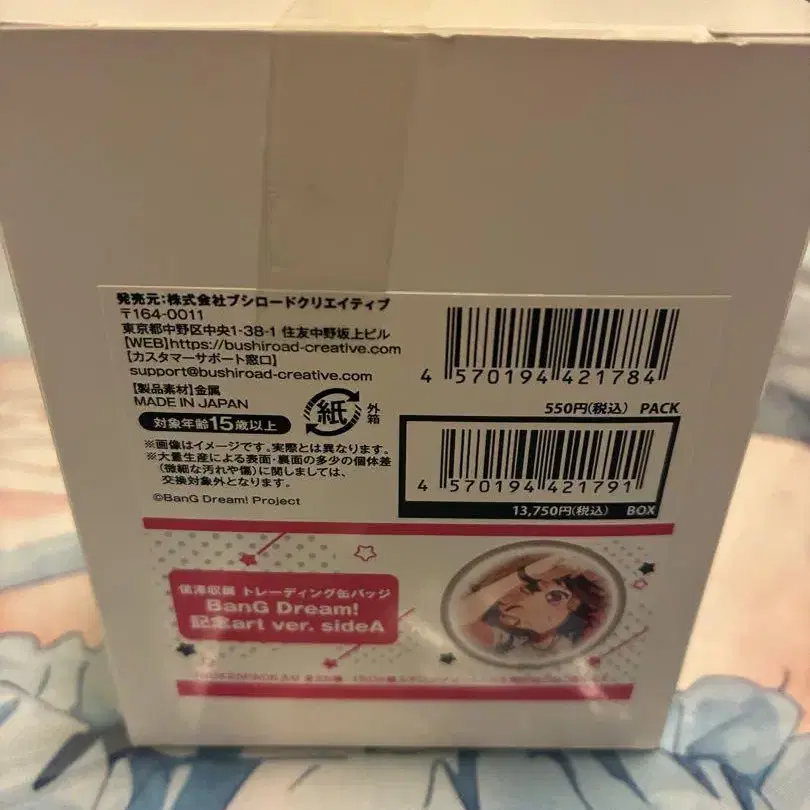 発売元:株式会社ブシロードクリエイティブ
〒164-0011
東京都中野区中央1-38-1 住友中野坂上ビル
[WEB]https://bushiroad-creative.com
[カスタマーサポート窓口]
support@bushiroad-creative.com
[製品素材]金属
MADE IN JAPAN
対象年齢15歳以上
紙
外箱
※画像はイメージです。実際とは異なります。
※大量生産による表面・裏面の多少の個体差
(微細な汚れや傷)に関しましては、
交換対象外となります。
©BanG Dream! Project
4 570194 421784
550円(税込) PACK
4 570194 421791
13,750円(税込) BOX
信澤収展 トレーディング缶バッジ
BanG Dream!
記念art ver. sideA